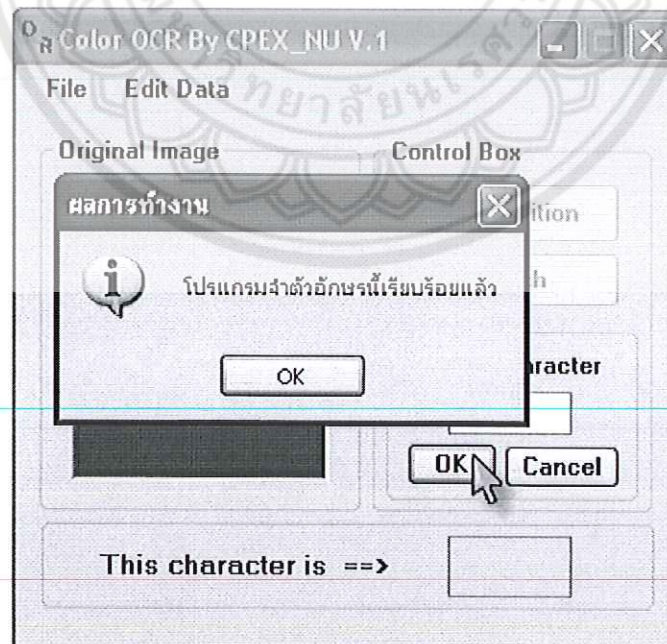 Color OCR By CPEX_NU V.1
File Edit Data
Original Image
Control Box
ผลการทำงาน
ition
โปรแกรมจำตัวอักษรนี้เรียบร้อยแล้ว
h
OK
racter
OK
Cancel
This character is ==>